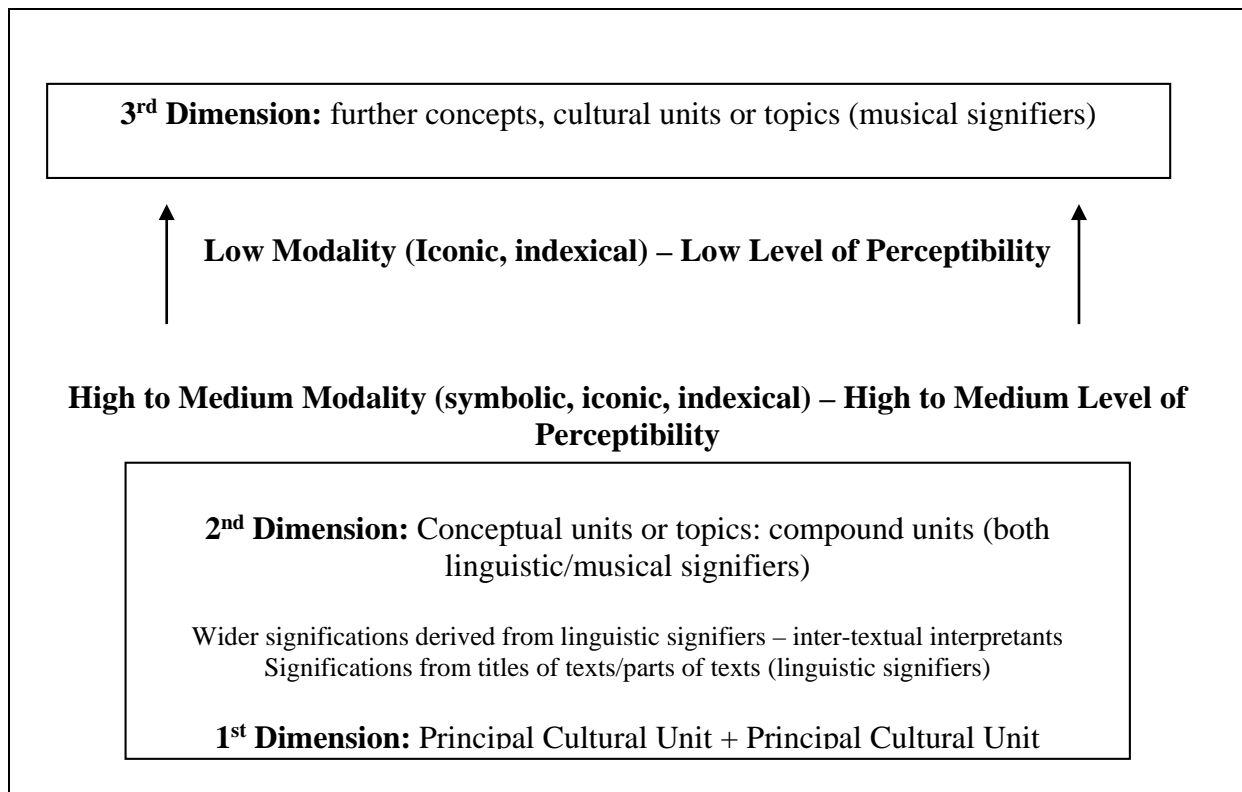 3rd Dimension: further concepts, cultural units or topics (musical signifiers)
Low Modality (Iconic, indexical) – Low Level of Perceptibility
High to Medium Modality (symbolic, iconic, indexical) – High to Medium Level of
Perceptibility
2nd Dimension: Conceptual units or topics: compound units (both
linguistic/musical signifiers)
Wider significations derived from linguistic signifiers – inter-textual interpretants
Significations from titles of texts/parts of texts (linguistic signifiers)
1st Dimension: Principal Cultural Unit + Principal Cultural Unit